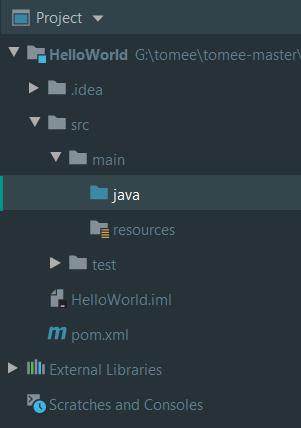 Project
HelloWorld G:\tomee\tomee-master\
.idea
src
main
java
resources
test
HelloWorld.iml
m pom.xml
External Libraries
Scratches and Consoles